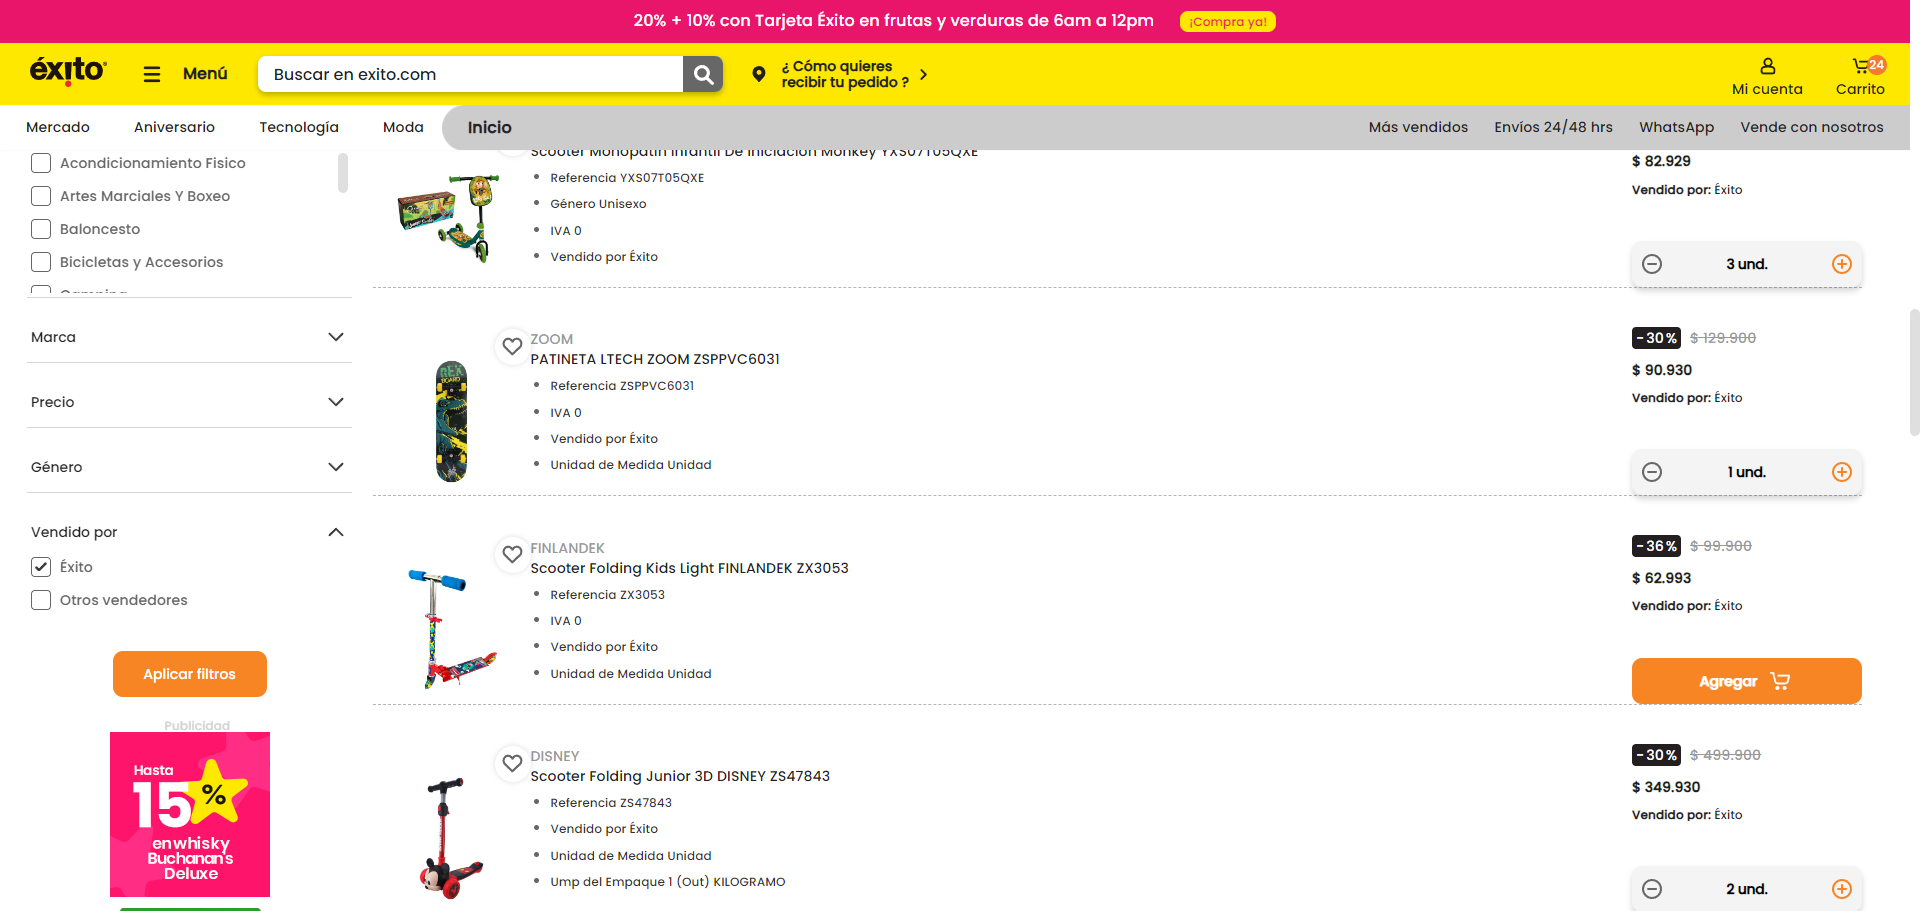 20% + 10% con Tarjeta Éxito en frutas y verduras de 6am a 12pm
¡Compra ya!
éxito
Menú
Buscar en exito.com
¿ Cómo quieres
recibir tu pedido ?
Mi cuenta
24
Carrito
Mercado
Aniversario
Tecnología
Moda
Inicio
Más vendidos
Envíos 24/48 hrs
WhatsApp
Vende con nosotros
Acondicionamiento Fisico
Artes Marciales Y Boxeo
Baloncesto
Bicicletas y Accesorios
Camping
Marca
Precio
Género
Vendido por
Éxito
Otros vendedores
Aplicar filtros
Publicidad
Hasta
15%
en whisky
Buchanan's
Deluxe
Scooter Monopatin Infantil De Iniciacion Monkey YXS07T05QXE
Referencia YXS07T05QXE
Género Unisexo
IVA 0
Vendido por Éxito
$ 82.929
Vendido por: Éxito
3 und.
ZOOM
PATINETA LTECH ZOOM ZSPPVC6031
Referencia ZSPPVC6031
IVA 0
Vendido por Éxito
Unidad de Medida Unidad
-30% $ 129.900
$ 90.930
Vendido por: Éxito
1 und.
FINLANDEK
Scooter Folding Kids Light FINLANDEK ZX3053
Referencia ZX3053
IVA 0
Vendido por Éxito
Unidad de Medida Unidad
-36% $ 99.900
$ 62.993
Vendido por: Éxito
Agregar
DISNEY
Scooter Folding Junior 3D DISNEY ZS47843
Referencia ZS47843
Vendido por Éxito
Unidad de Medida Unidad
Ump del Empaque 1 (Out) KILOGRAMO
-30% $ 499.900
$ 349.930
Vendido por: Éxito
2 und.